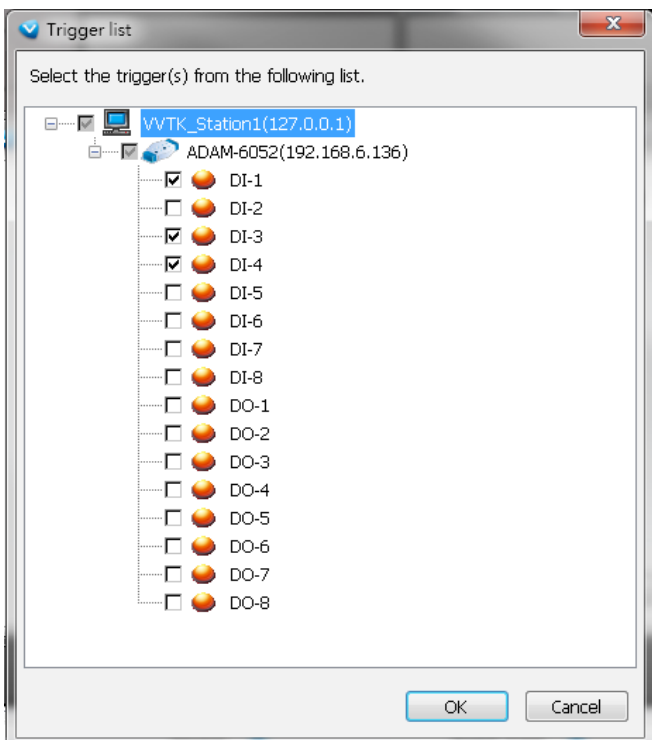 Trigger list
Select the trigger(s) from the following list.
VVTK_Station1(127.0.0.1)
ADAM-6052(192.168.6.136)
DI-1
DI-2
DI-3
DI-4
DI-5
DI-6
DI-7
DI-8
DO-1
DO-2
DO-3
DO-4
DO-5
DO-6
DO-7
DO-8
OK Cancel